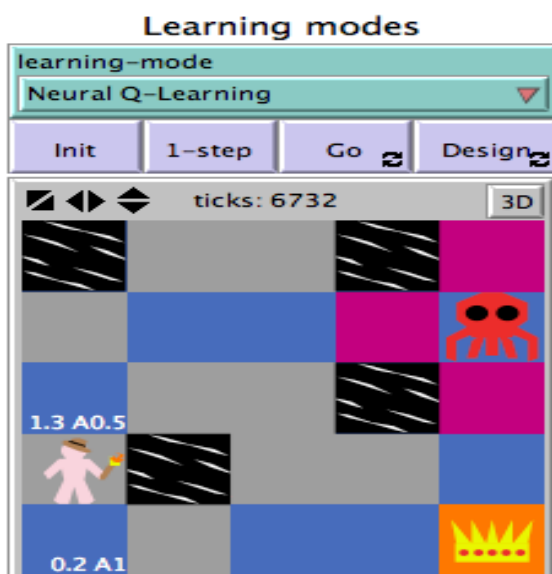 Learning modes
learning-mode
Neural Q-Learning
Init 1-step Go Design
ticks: 6732 3D
1.3 A0.5
0.2 A1